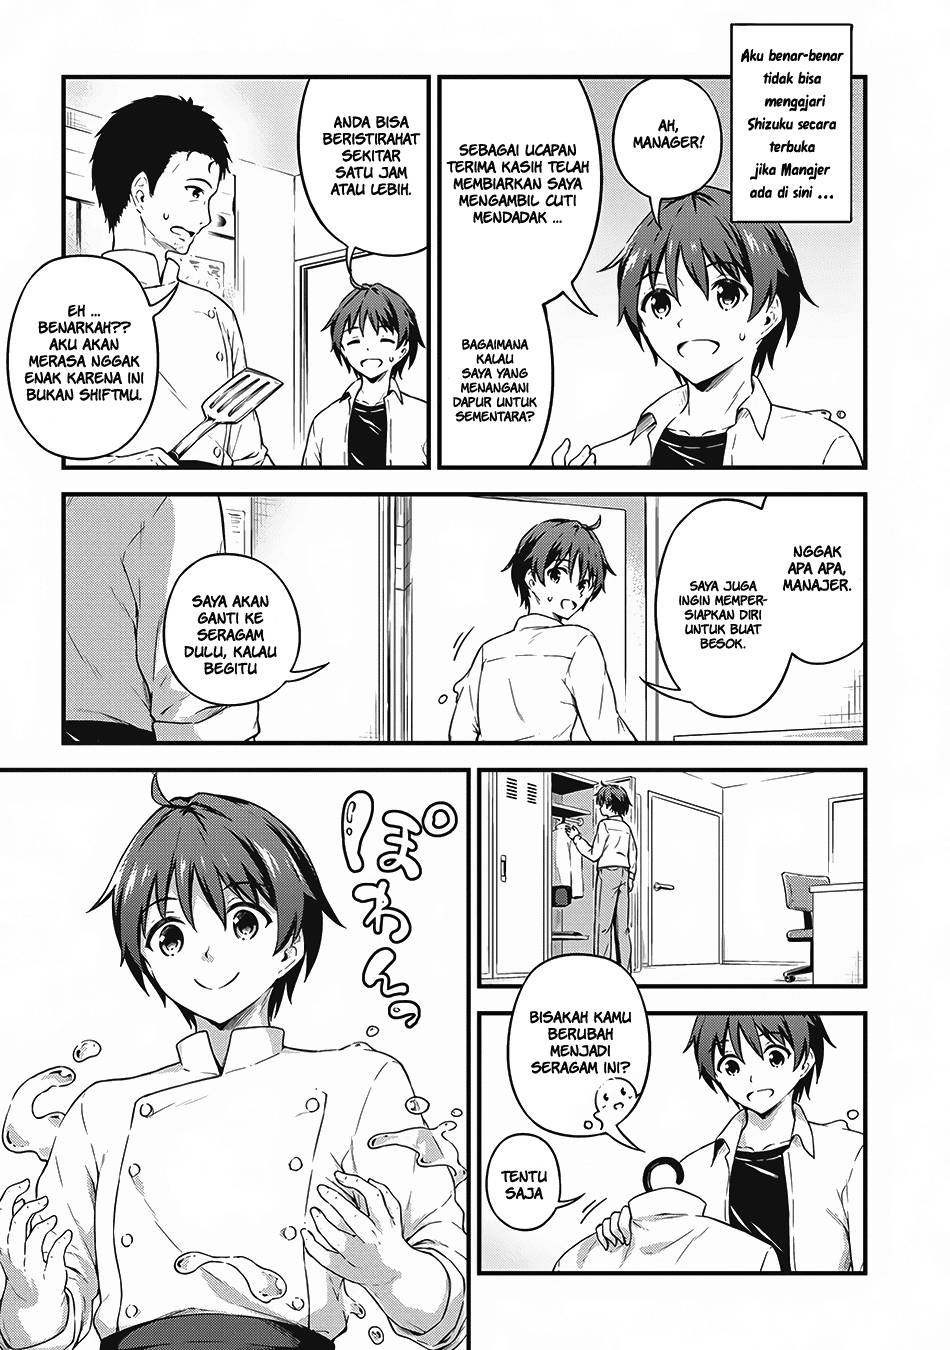 Aku benar-benar
tidak bisa
mengajari
Shizuku secara
terbuka
jika Manajer
ada di sini ...
AH,
MANAGER!
SEBAGAI UCAPAN
TERIMA KASIH TELAH
MEMBIARKAN SAYA
MENGAMBIL CUTI
MENDADAK ...
BAGAIMANA
KALAU
SAYA YANG
MENANGANI
DAPUR UNTUK
SEMENTARA?
ANDA BISA
BERISTIRAHAT
SEKITAR
SATU JAM
ATAU LEBIH.
EH ...
BENARKAH??
AKU AKAN
MERASA NGGAK
ENAK KARENA INI
BUKAN SHIFTMU.
NGGAK
APA APA,
MANAJER.
SAYA JUGA
INGIN MEMPER-
SIAPKAN DIRI
UNTUK BUAT
BESOK.
SAYA AKAN
GANTI KE
SERAGAM
DULU, KALAU
BEGITU
BISAKAH KAMU
BERUBAH
MENJADI
SERAGAM INI?
TENTU
SAJA
ぽわんっ